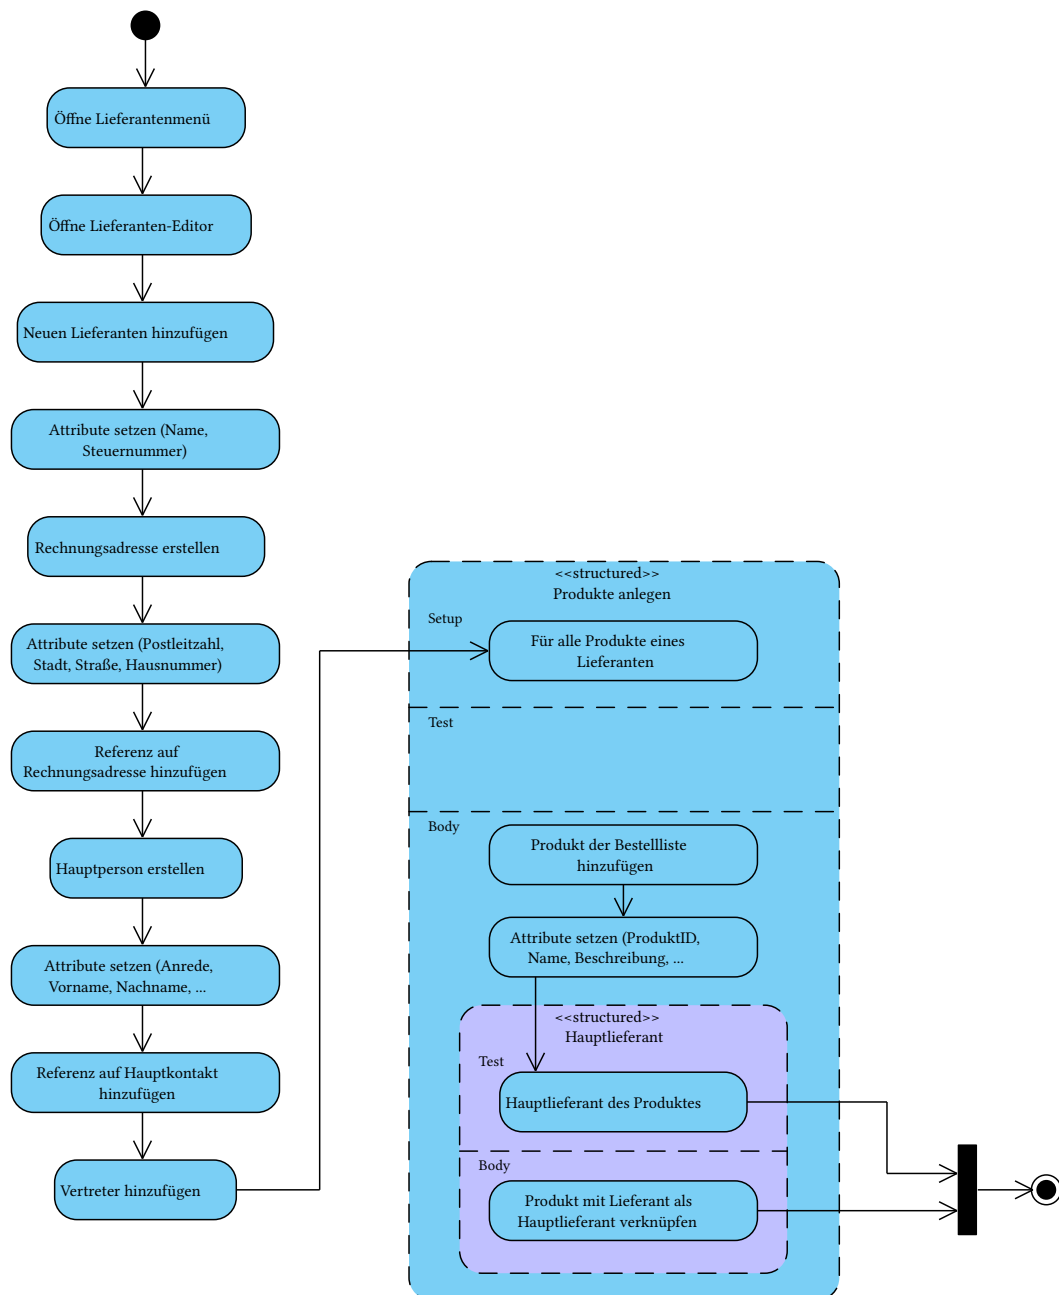 Öffne Lieferantenmenü
Öffne Lieferanten-Editor
Neuen Lieferanten hinzufügen
Attribute setzen (Name,
Steuernummer)
Rechnungsadresse erstellen
Attribute setzen (Postleitzahl,
Stadt, Straße, Hausnummer)
Referenz auf
Rechnungsadresse hinzufügen
Hauptperson erstellen
Attribute setzen (Anrede,
Vorname, Nachname, ...
Referenz auf Hauptkontakt
hinzufügen
Vertreter hinzufügen
<<structured>>
Produkte anlegen
Setup
Für alle Produkte eines
Lieferanten
Test
Body
Produkt der Bestellliste
hinzufügen
Attribute setzen (ProduktID,
Name, Beschreibung, ...
<<structured>>
Hauptlieferant
Test
Hauptlieferant des Produktes
Body
Produkt mit Lieferant als
Hauptlieferant verknüpfen